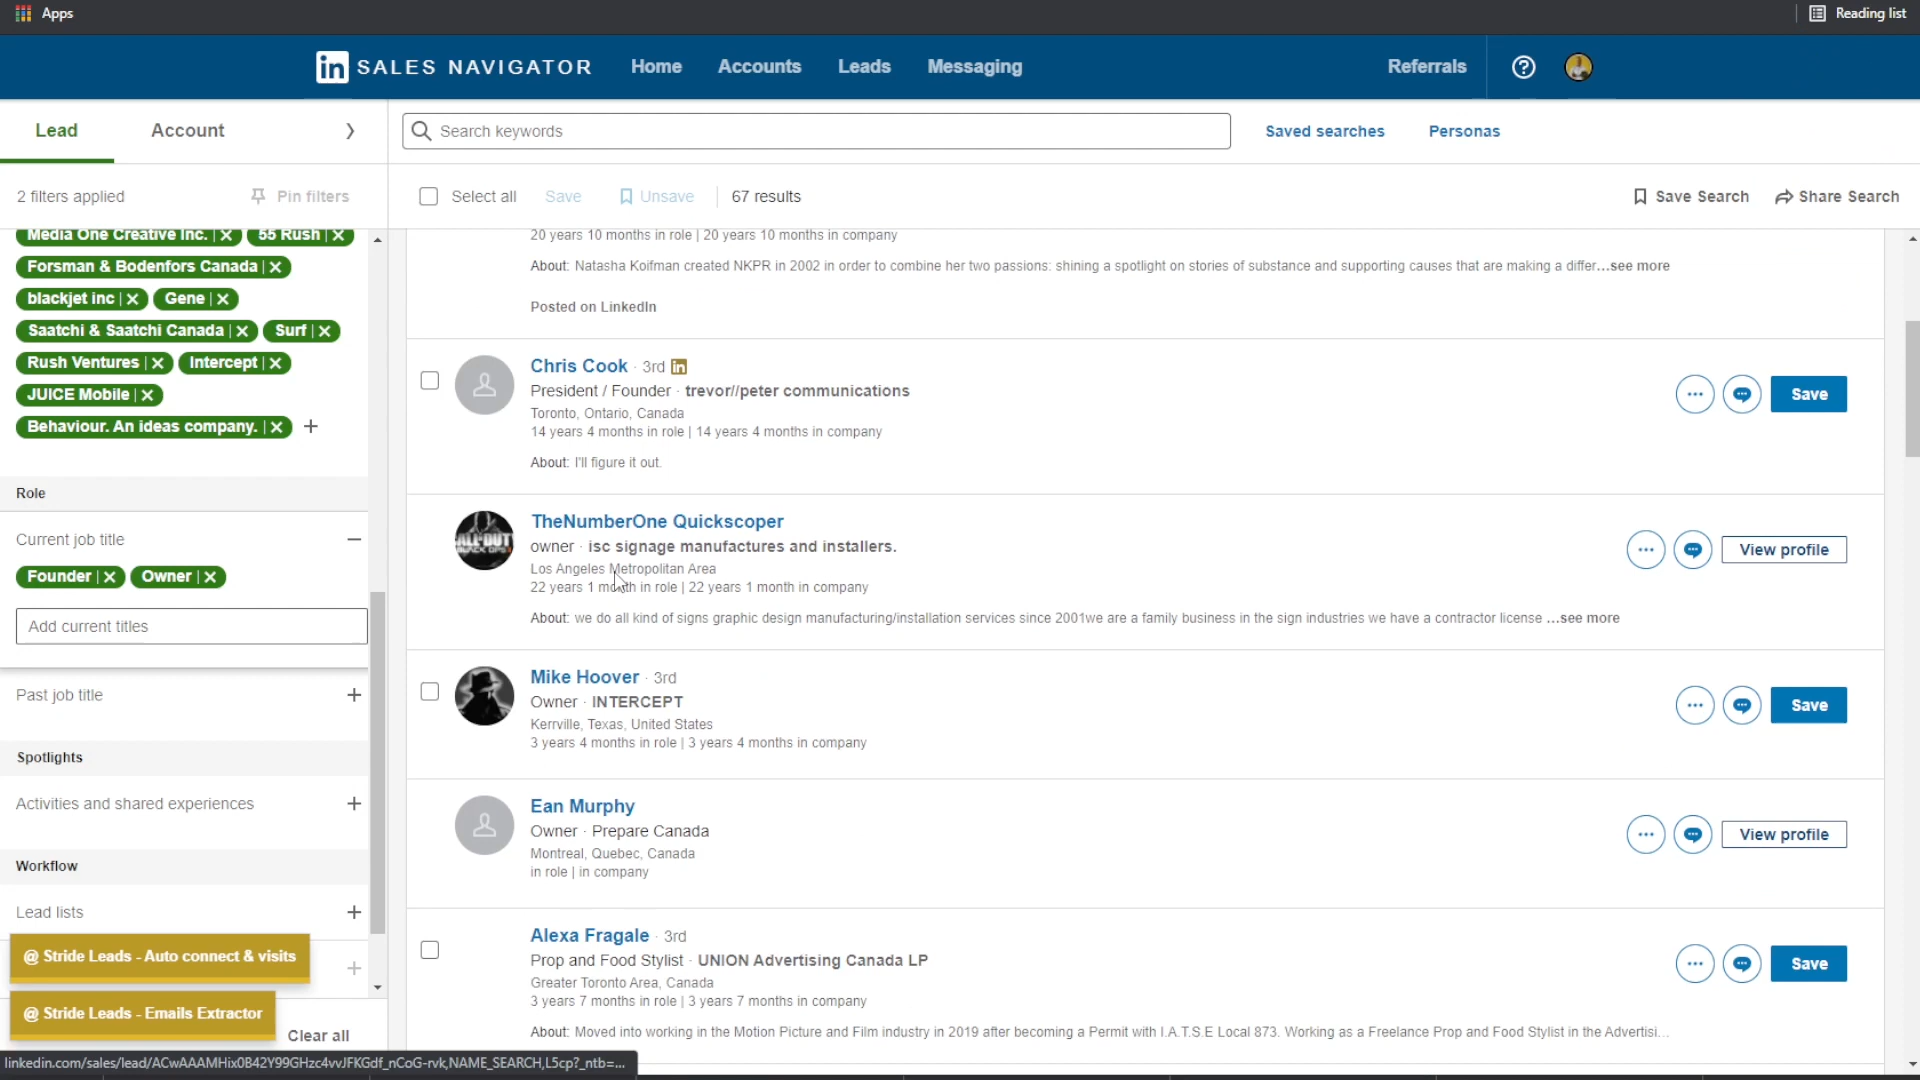 Apps
Reading list
in SALES NAVIGATOR
Home
Accounts
Leads
Messaging
Referrals
Lead
Account
Search keywords
Saved searches
Personas
2 filters applied
Pin filters
Select all
Save
Unsave
67 results
Save Search
Share Search
Media One Creative Inc. 55 Rush
Forsman & Bodenfors Canada
blackjet inc Gene
Saatchi & Saatchi Canada Surf
Rush Ventures Intercept
JUICE Mobile
Behaviour. An ideas company.
Role
Current job title
Founder Owner
Add current titles
Past job title
Spotlights
Activities and shared experiences
Workflow
Lead lists
@ Stride Leads - Auto connect & visits
@ Stride Leads - Emails Extractor
Clear all
20 years 10 months in role | 20 years 10 months in company
About: Natasha Koifman created NKPR in 2002 in order to combine her two passions: shining a spotlight on stories of substance and supporting causes that are making a differ...see more
Posted on LinkedIn
Chris Cook · 3rd in
President / Founder · trevor//peter communications
Toronto, Ontario, Canada
14 years 4 months in role | 14 years 4 months in company
About: I'll figure it out.
Save
ALL OUT
BLACK OPS
TheNumberOne Quickscoper
owner · isc signage manufactures and installers.
Los Angeles Metropolitan Area
22 years 1 month in role | 22 years 1 month in company
About: we do all kind of signs graphic design manufacturing/installation services since 2001we are a family business in the sign industries we have a contractor license ...see more
View profile
Mike Hoover · 3rd
Owner · INTERCEPT
Kerrville, Texas, United States
3 years 4 months in role | 3 years 4 months in company
Save
Ean Murphy
Owner · Prepare Canada
Montreal, Quebec, Canada
in role | in company
View profile
Alexa Fragale · 3rd
Prop and Food Stylist · UNION Advertising Canada LP
Greater Toronto Area, Canada
3 years 7 months in role | 3 years 7 months in company
About: Moved into working in the Motion Picture and Film industry in 2019 after becoming a Permit with I.A.T.S.E Local 873. Working as a Freelance Prop and Food Stylist in the Advertisi...
Save
linkedin.com/sales/lead/ACwAAAMHix0B42Y99GHzc4vvJFKGdf_nCoG-rvk,NAME_SEARCH,L5cp?_ntb=...